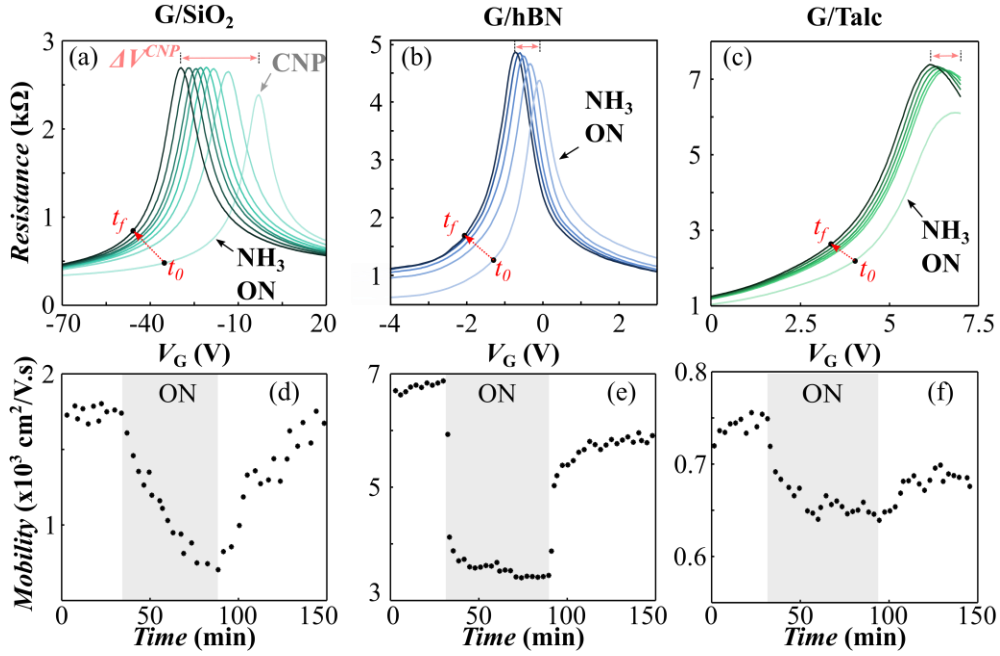 G/SiO₂ G/hBN G/Talc
(a) ΔV^CNP CNP
(b)
(c)
Resistance (kΩ)
3
2
1
0
t_f
t_0
NH₃
ON
-70 -40 -10 20
V_G (V)
5
4
3
2
1
NH₃
ON
t_f
t_0
-4 -2 0 2 4
V_G (V)
7
5
3
1
t_f
t_0
NH₃
ON
0 2.5 5 7.5
V_G (V)
Mobility (x10³ cm²/V.s)
2
1
ON
(d)
0 50 100 150
Time (min)
7
5
3
ON
(e)
0 50 100 150
Time (min)
0.8
0.7
0.6
ON
(f)
0 50 100 150
Time (min)